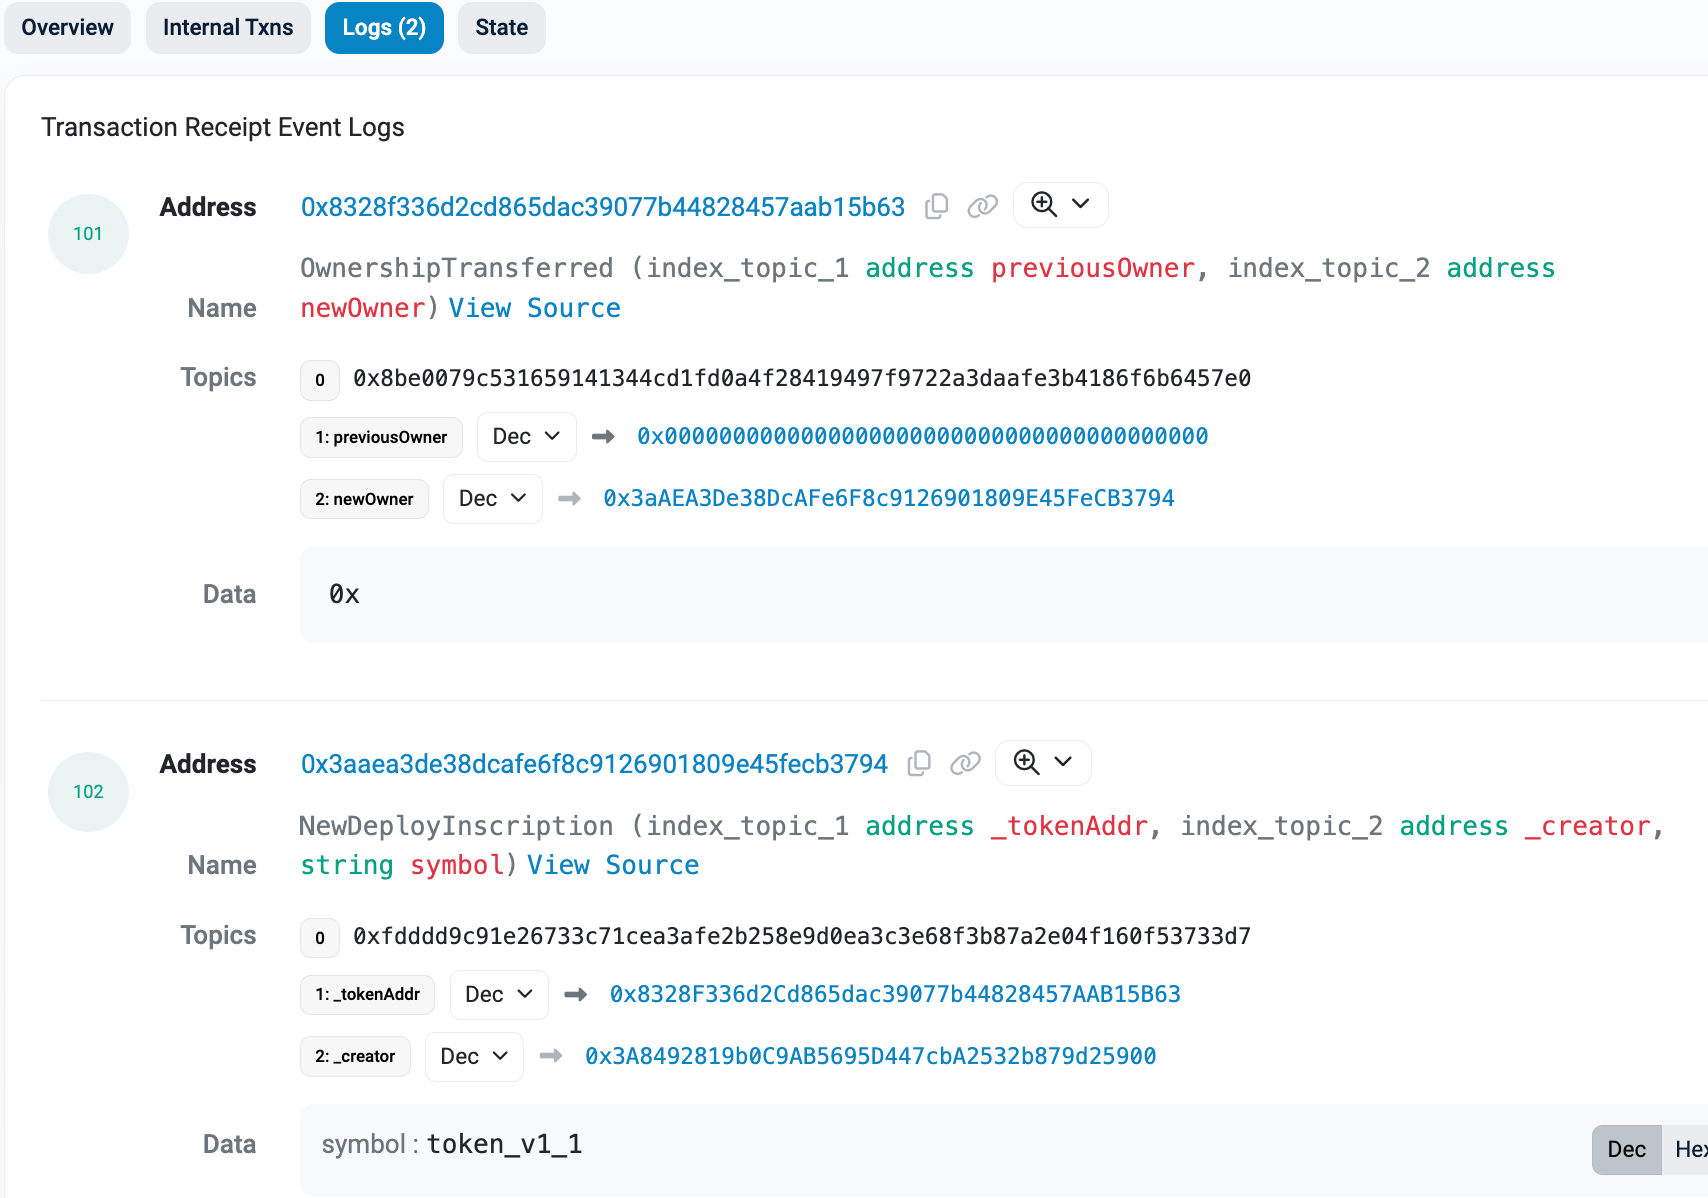 Overview Internal Txns Logs (2) State
Transaction Receipt Event Logs
101 Address 0x8328f336d2cd865dac39077b44828457aab15b63
OwnershipTransferred (index_topic_1 address previousOwner, index_topic_2 address
Name newOwner) View Source
Topics 0 0x8be0079c531659141344cd1fd0a4f28419497f9722a3daafe3b4186f6b6457e0
1: previousOwner Dec 0x0000000000000000000000000000000000000000
2: newOwner Dec 0x3aAEA3De38DcAFe6F8c9126901809E45FeCB3794
Data 0x
102 Address 0x3aaea3de38dcafe6f8c9126901809e45fecb3794
NewDeployInscription (index_topic_1 address _tokenAddr, index_topic_2 address _creator,
Name string symbol) View Source
Topics 0 0xfdddd9c91e26733c71cea3afe2b258e9d0ea3c3e68f3b87a2e04f160f53733d7
1: _tokenAddr Dec 0x8328F336d2Cd865dac39077b44828457AAB15B63
2: _creator Dec 0x3A8492819b0C9AB5695D447cbA2532b879d25900
Data symbol : token_v1_1 Dec Hex